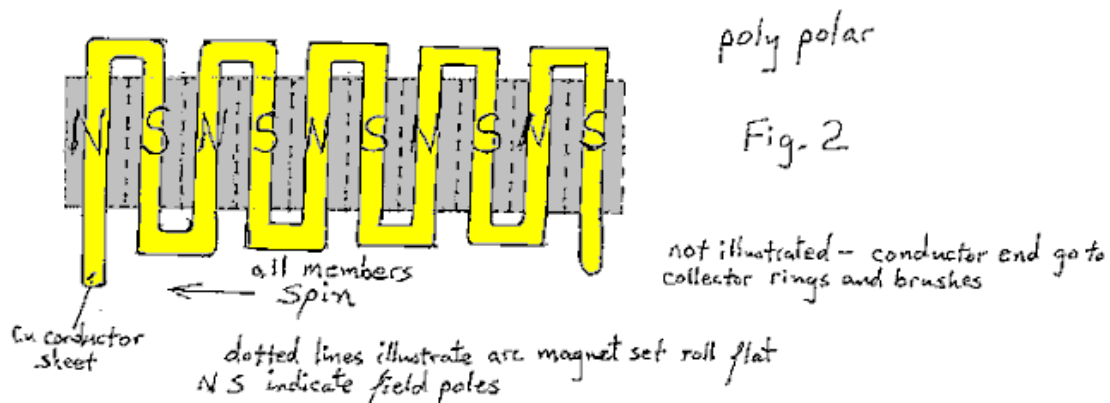 poly polar
N S N S N S N S N S
Fig. 2
not illustrated - conductor end go to
collector rings and brushes
all members
spin
Cu conductor
sheet
dotted lines illustrate arc magnet set roll flat
N S indicate field poles